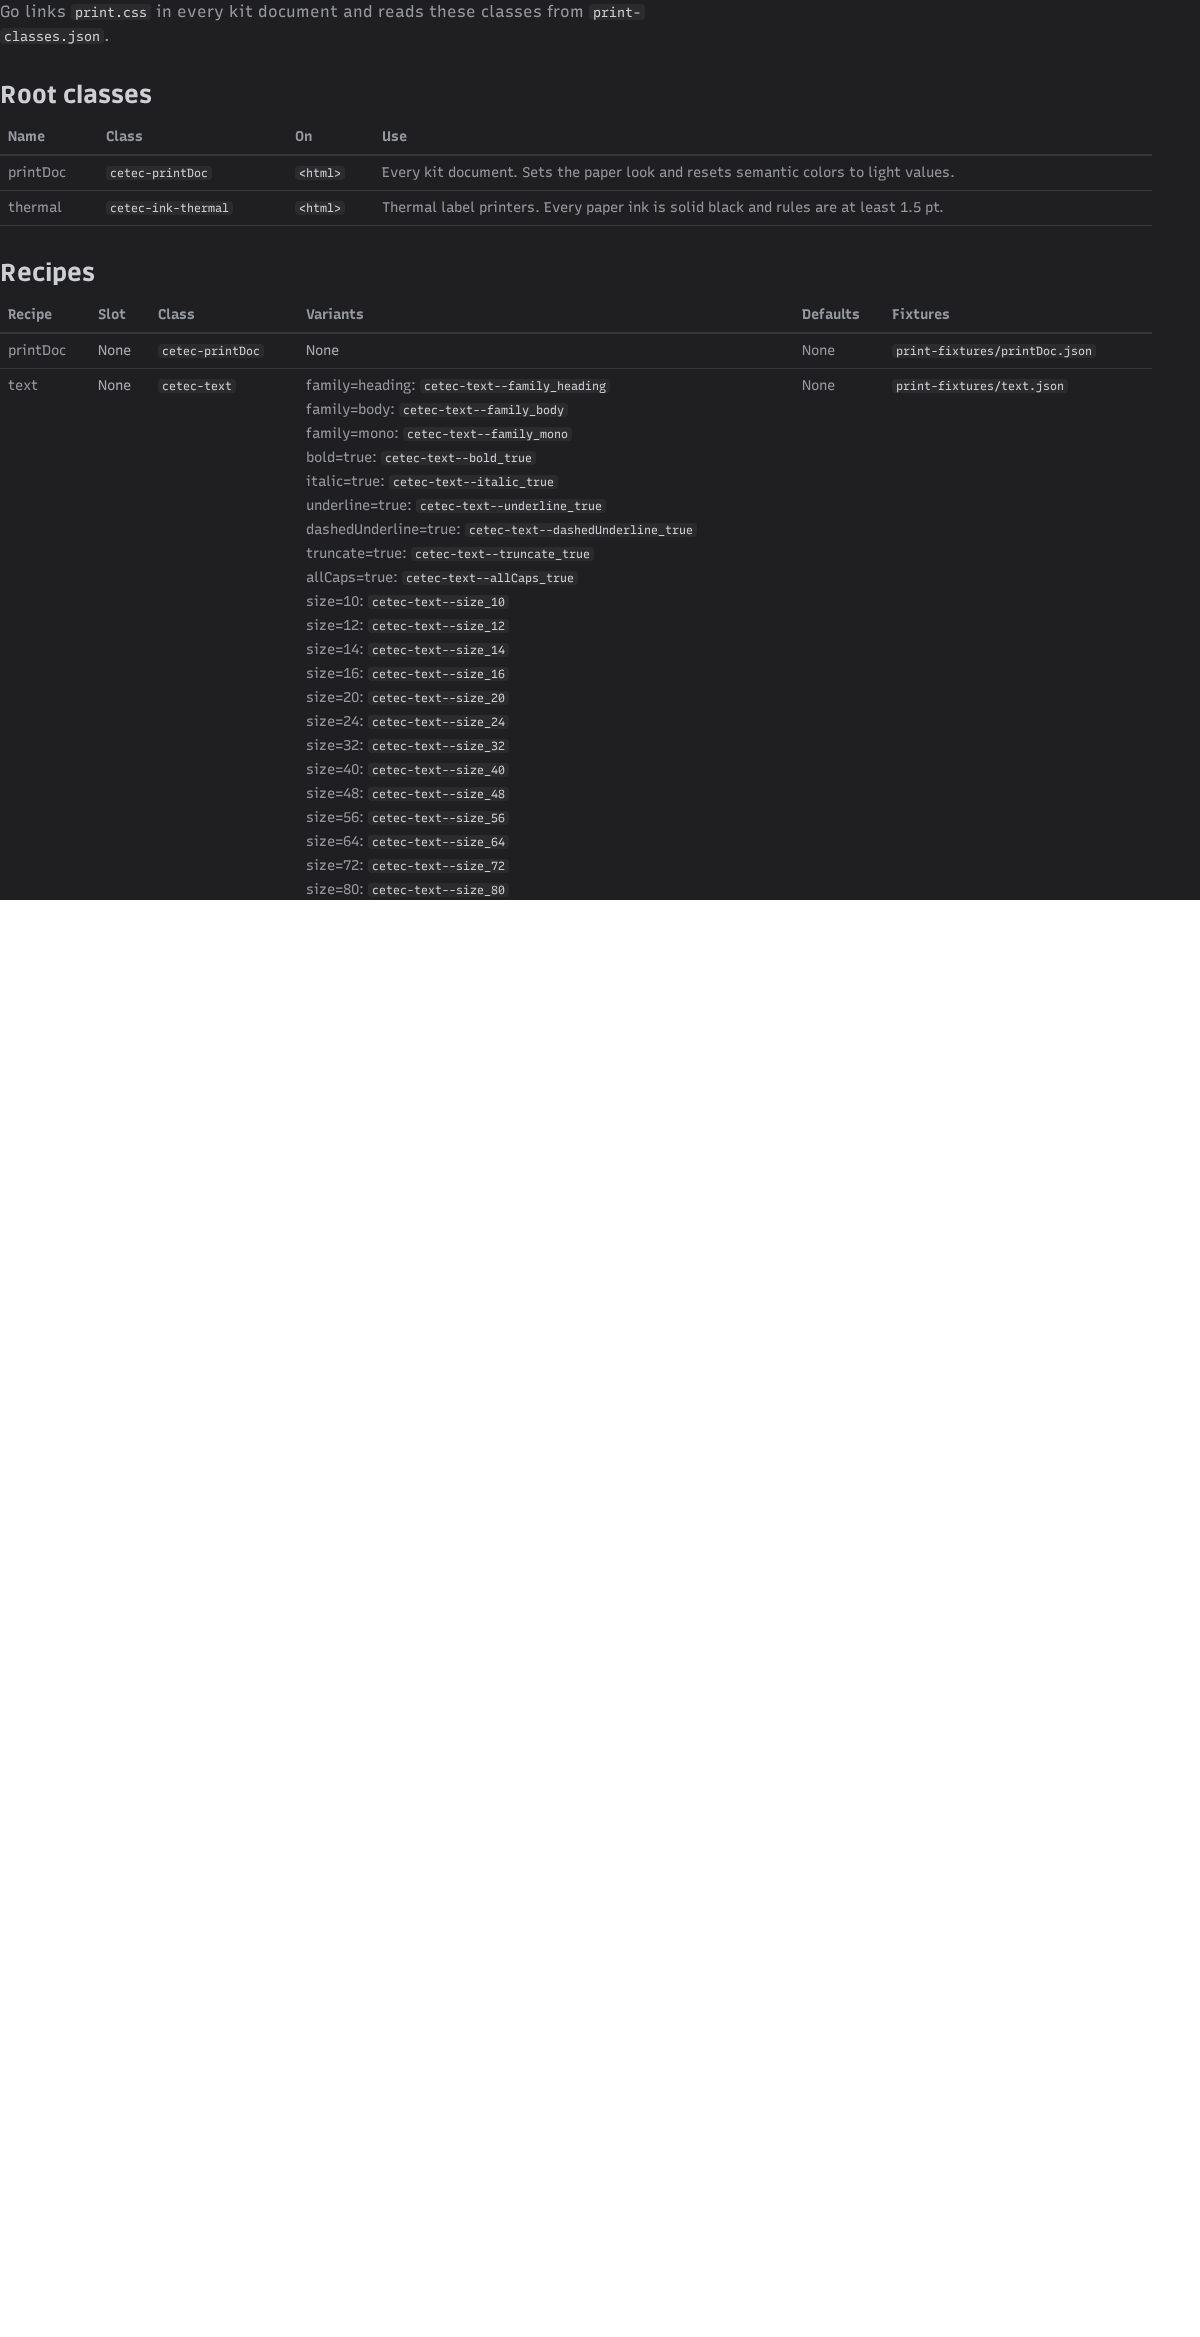 Go links print.css in every kit document and reads these classes from print-
classes.json.
Root classes
Name Class On Use
printDoc cetec-printDoc <html> Every kit document. Sets the paper look and resets semantic colors to light values.
thermal cetec-ink-thermal <html> Thermal label printers. Every paper ink is solid black and rules are at least 1.5 pt.
Recipes
Recipe Slot Class Variants Defaults Fixtures
printDoc None cetec-printDoc None None print-fixtures/printDoc.json
text None cetec-text family=heading: cetec-text--family_heading None print-fixtures/text.json
family=body: cetec-text--family_body
family=mono: cetec-text--family_mono
bold=true: cetec-text--bold_true
italic=true: cetec-text--italic_true
underline=true: cetec-text--underline_true
dashedUnderline=true: cetec-text--dashedUnderline_true
truncate=true: cetec-text--truncate_true
allCaps=true: cetec-text--allCaps_true
size=10: cetec-text--size_10
size=12: cetec-text--size_12
size=14: cetec-text--size_14
size=16: cetec-text--size_16
size=20: cetec-text--size_20
size=24: cetec-text--size_24
size=32: cetec-text--size_32
size=40: cetec-text--size_40
size=48: cetec-text--size_48
size=56: cetec-text--size_56
size=64: cetec-text--size_64
size=72: cetec-text--size_72
size=80: cetec-text--size_80